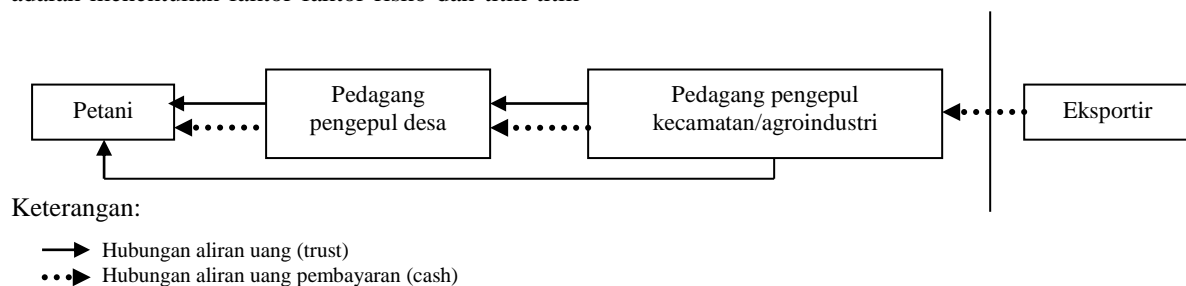 Petani
Pedagang
pengepul desa
Pedagang pengepul
kecamatan/agroindustri
Eksportir
Keterangan:
Hubungan aliran uang (trust)
Hubungan aliran uang pembayaran (cash)